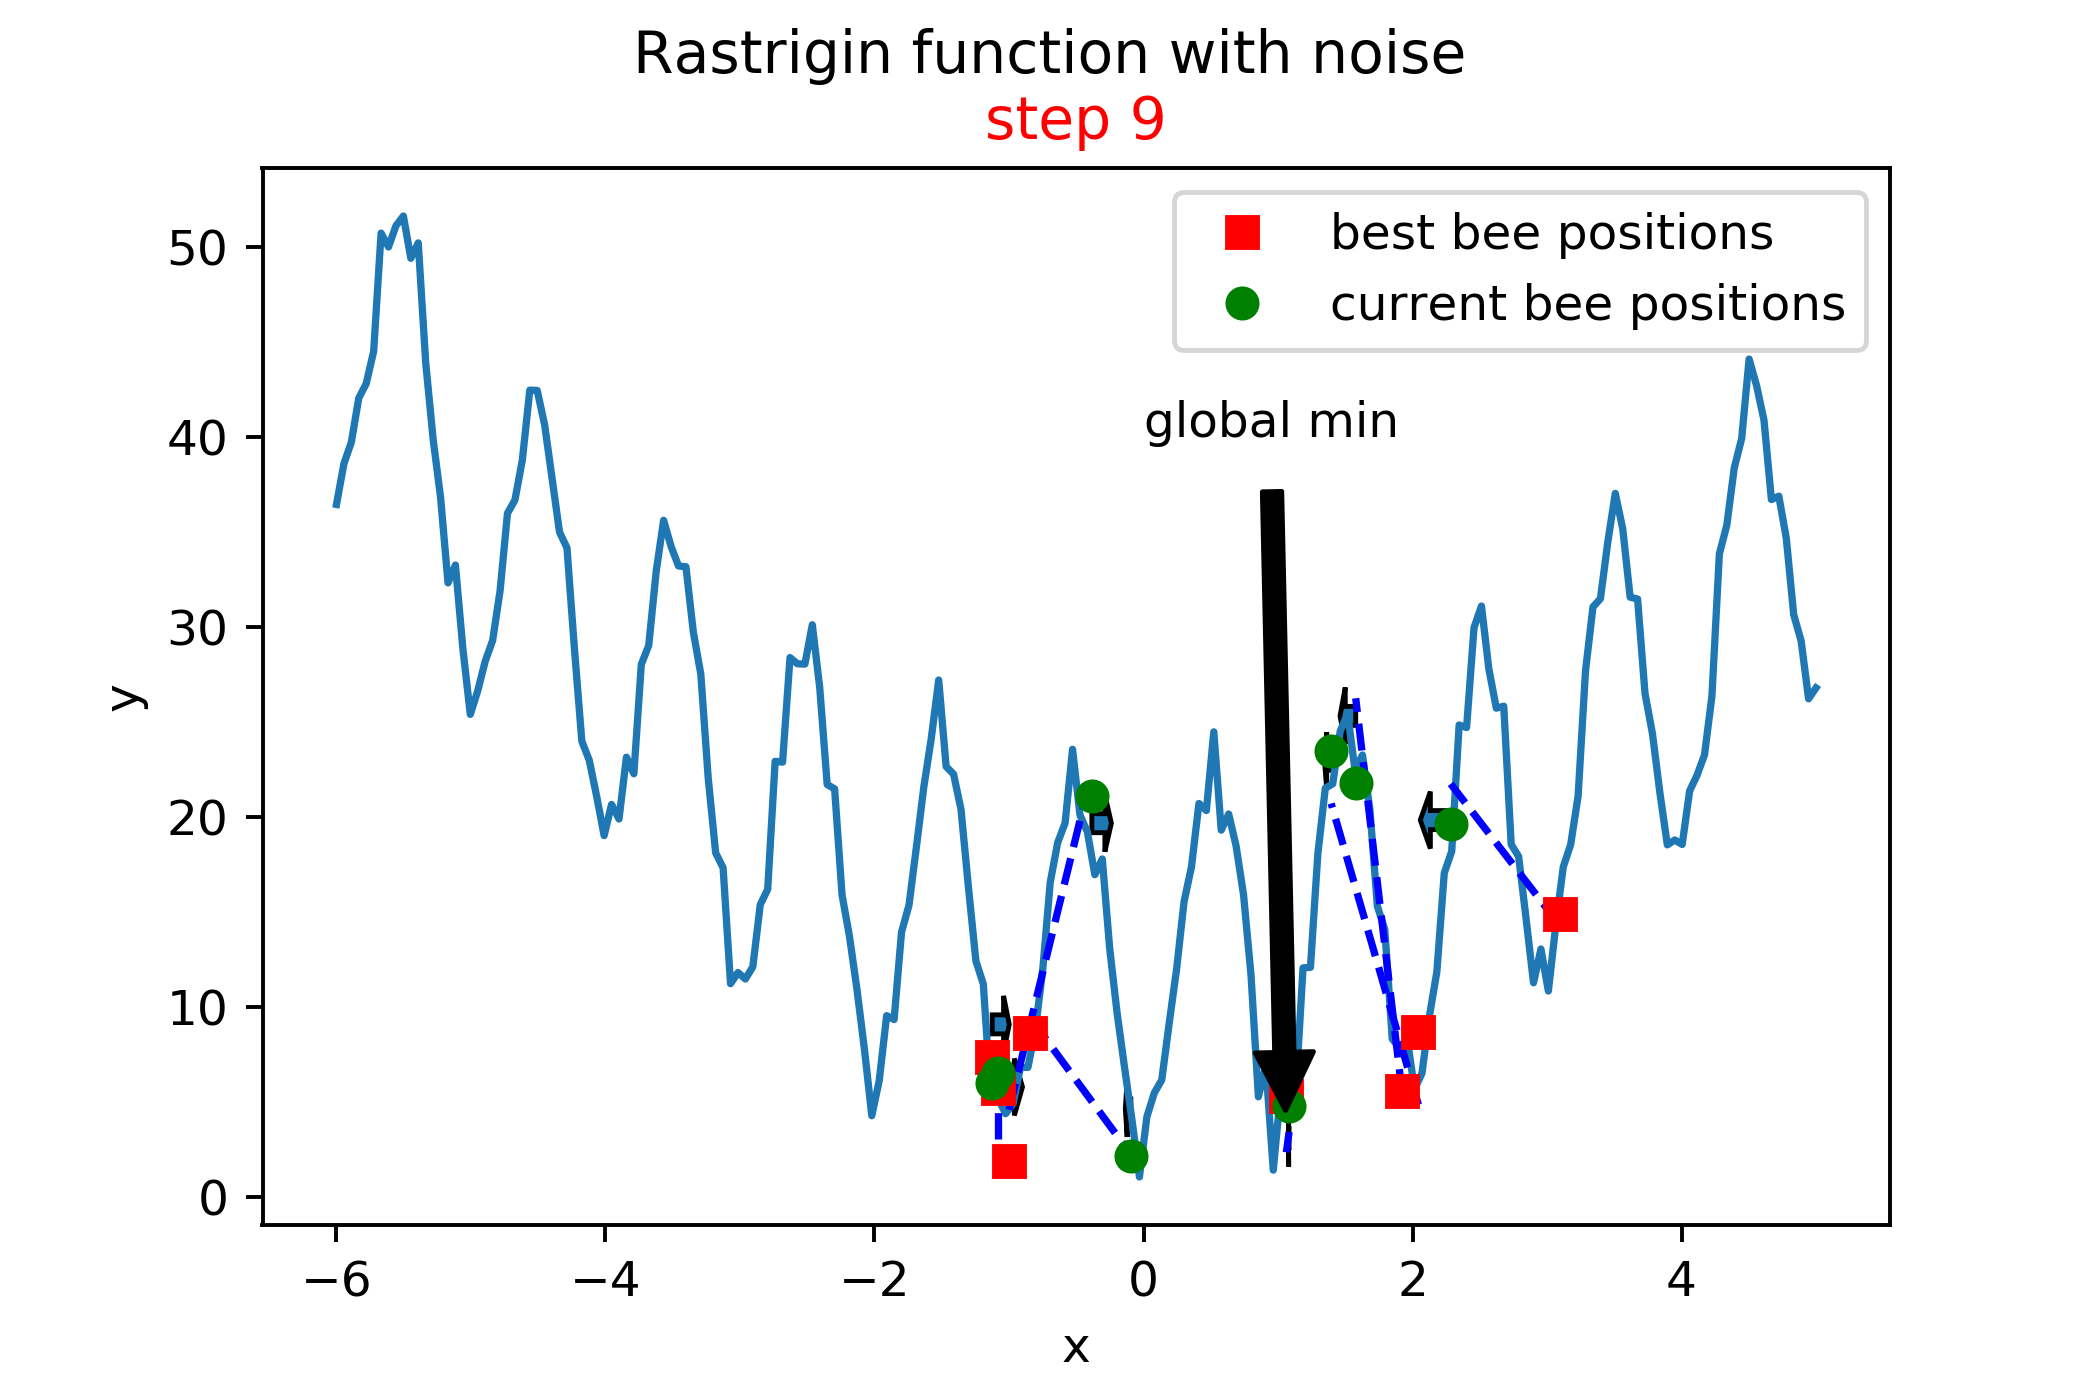 Rastrigin function with noise
step 9
best bee positions
current bee positions
global min
50
40
30
20
10
0
y
−6
−4
−2
0
2
4
x